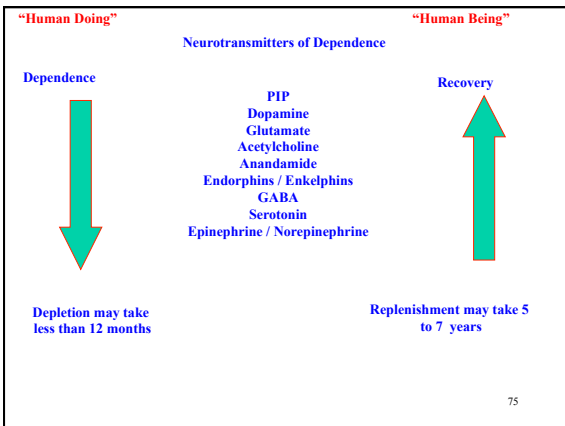 "Human Doing"
"Human Being"
Neurotransmitters of Dependence
Dependence
Recovery
PIP
Dopamine
Glutamate
Acetylcholine
Anandamide
Endorphins / Enkelphins
GABA
Serotonin
Epinephrine / Norepinephrine
Depletion may take
less than 12 months
Replenishment may take 5
to 7 years
75